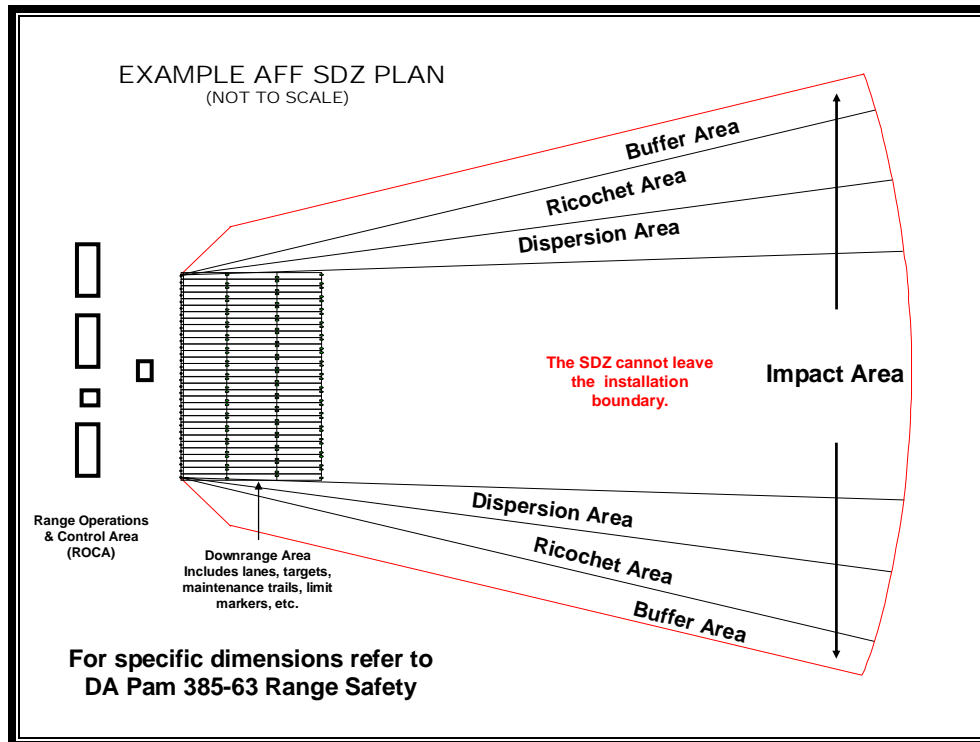 EXAMPLE AFF SDZ PLAN
(NOT TO SCALE)
Buffer Area
Ricochet Area
Dispersion Area
The SDZ cannot leave
the installation
boundary.
Impact Area
Dispersion Area
Ricochet Area
Buffer Area
Range Operations
& Control Area
(ROCA)
Downrange Area
Includes lanes, targets,
maintenance trails, limit
markers, etc.
For specific dimensions refer to
DA Pam 385-63 Range Safety